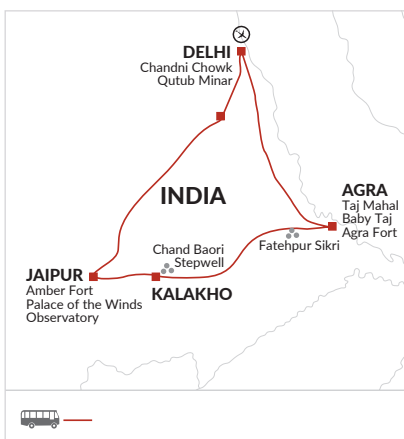 DELHI
Chandni Chowk
Qutub Minar
INDIA
AGRA
Taj Mahal
Baby Taj
Agra Fort
Fatehpur Sikri
Chand Baori
Stepwell
KALAKHO
JAIPUR
Amber Fort
Palace of the Winds
Observatory